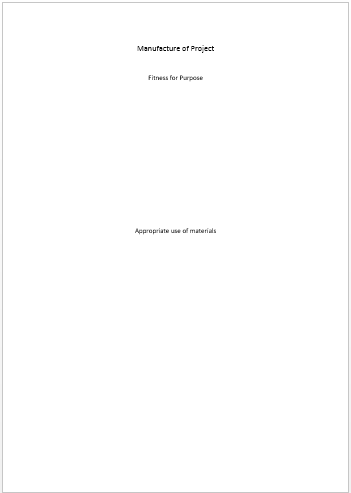 Manufacture of Project
Fitness for Purpose
Appropriate use of materials